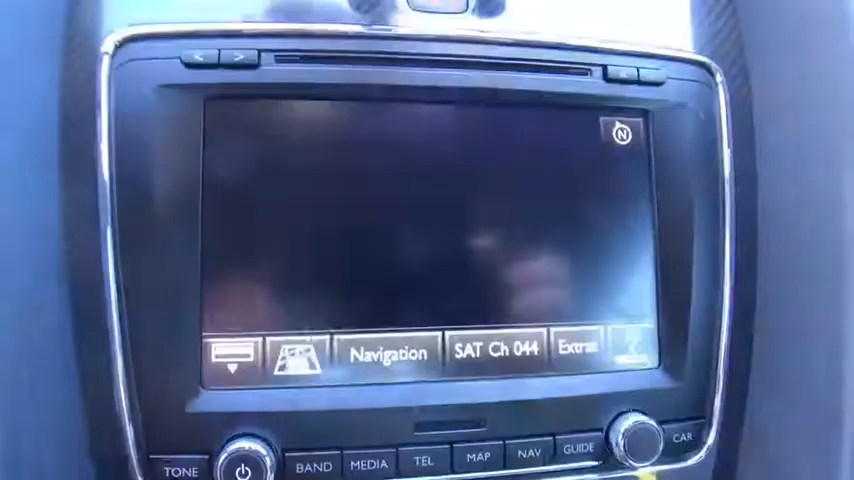 N
Navigation
SAT Ch 044
Extras
TONE
BAND
MEDIA
TEL
MAP
NAV
GUIDE
CAR